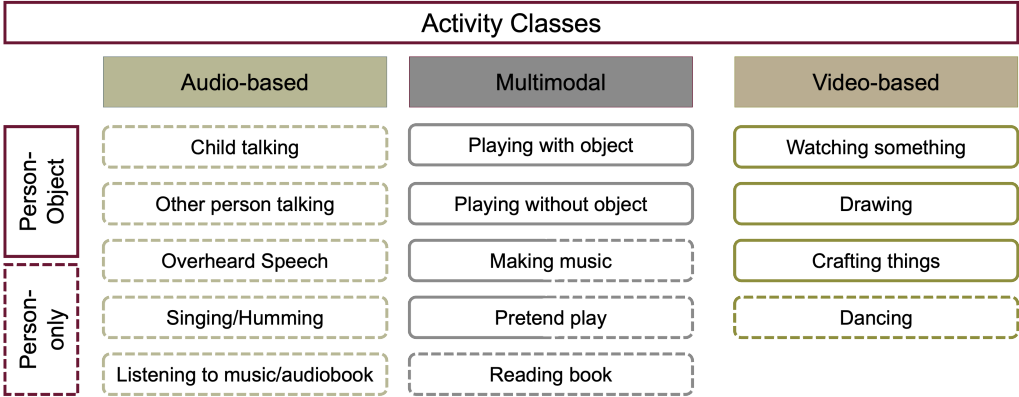 Activity Classes
Audio-based
Multimodal
Video-based
Person-
Object
Person-
only
Child talking
Other person talking
Overheard Speech
Singing/Humming
Listening to music/audiobook
Playing with object
Playing without object
Making music
Pretend play
Reading book
Watching something
Drawing
Crafting things
Dancing